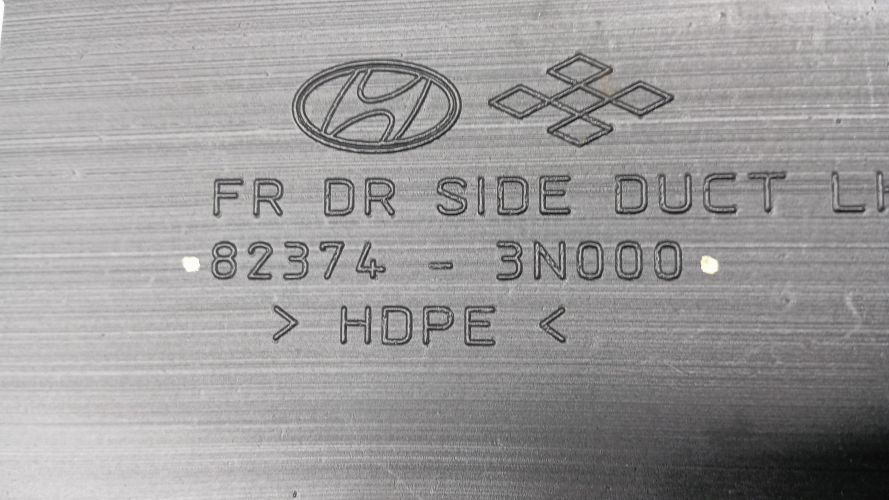 FR DR SIDE DUCT
82374 - 3N000
> HDPE <